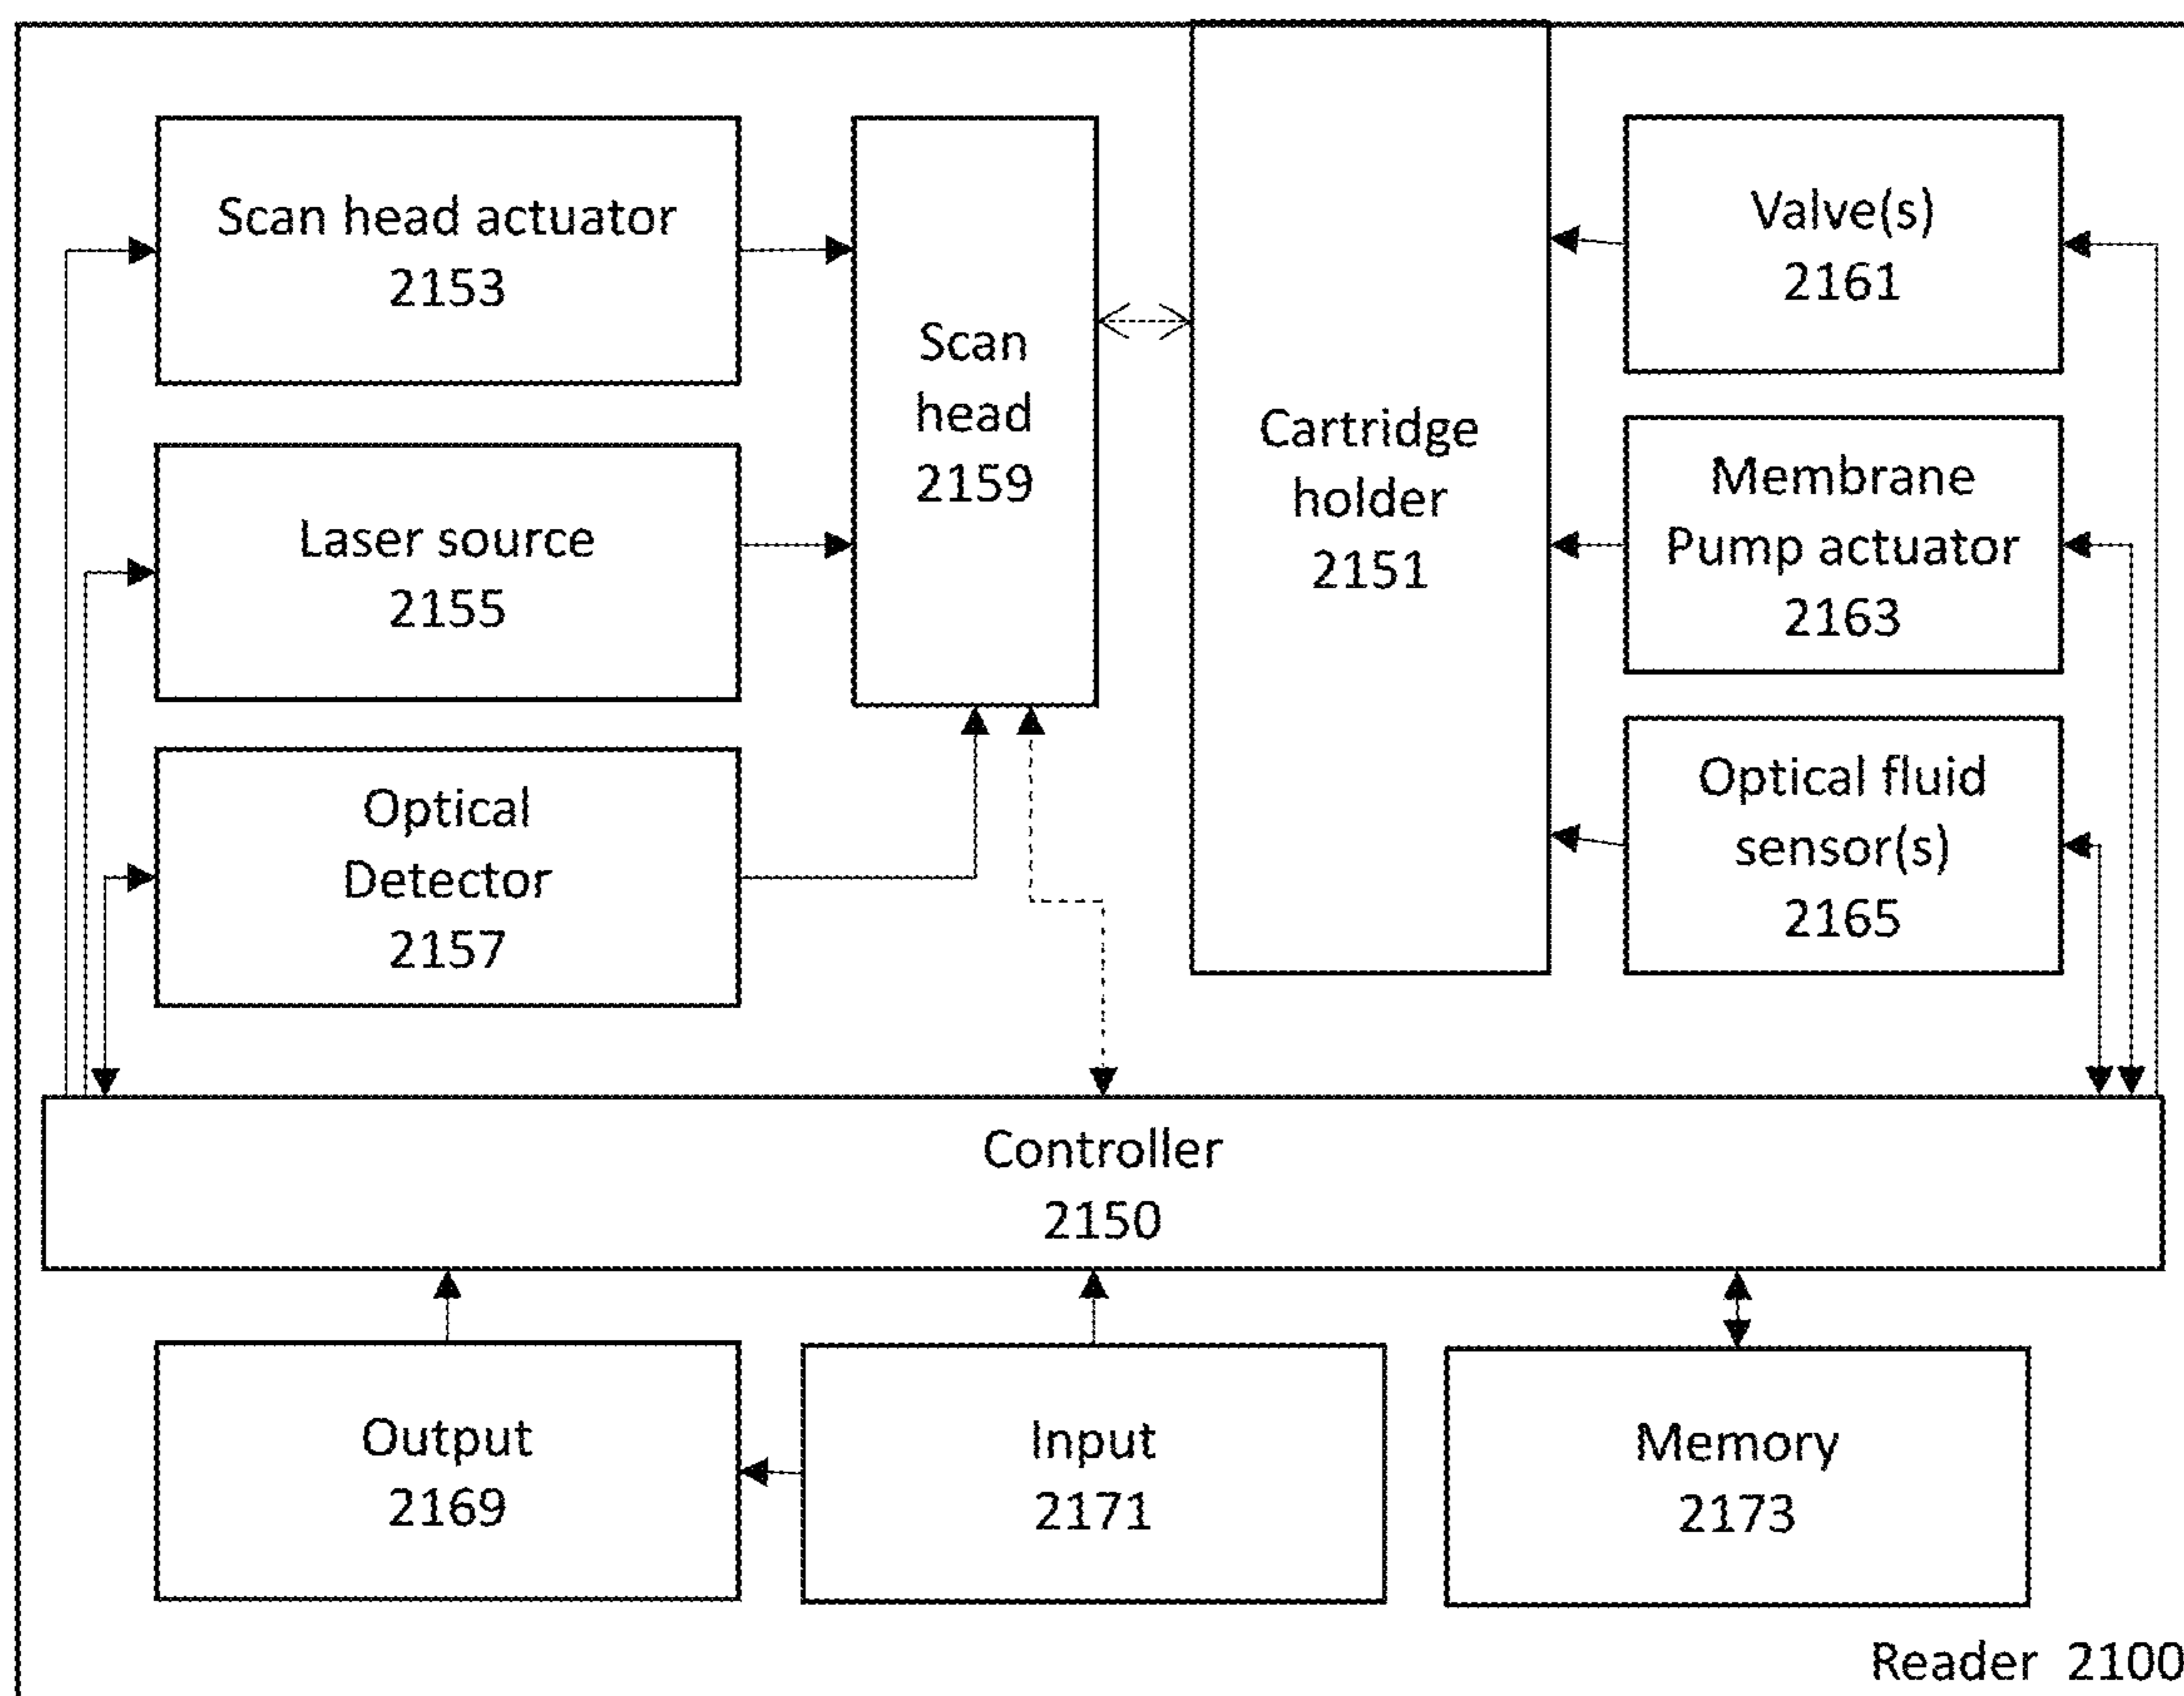 Scan head actuator
2153
Scan
head
2159
Cartridge
holder
2151
Valve(s)
2161
Laser source
2155
Membrane
Pump actuator
2163
Optical
Detector
2157
Optical fluid
sensor(s)
2165
Controller
2150
Output
2169
Input
2171
Memory
2173
Reader 2100